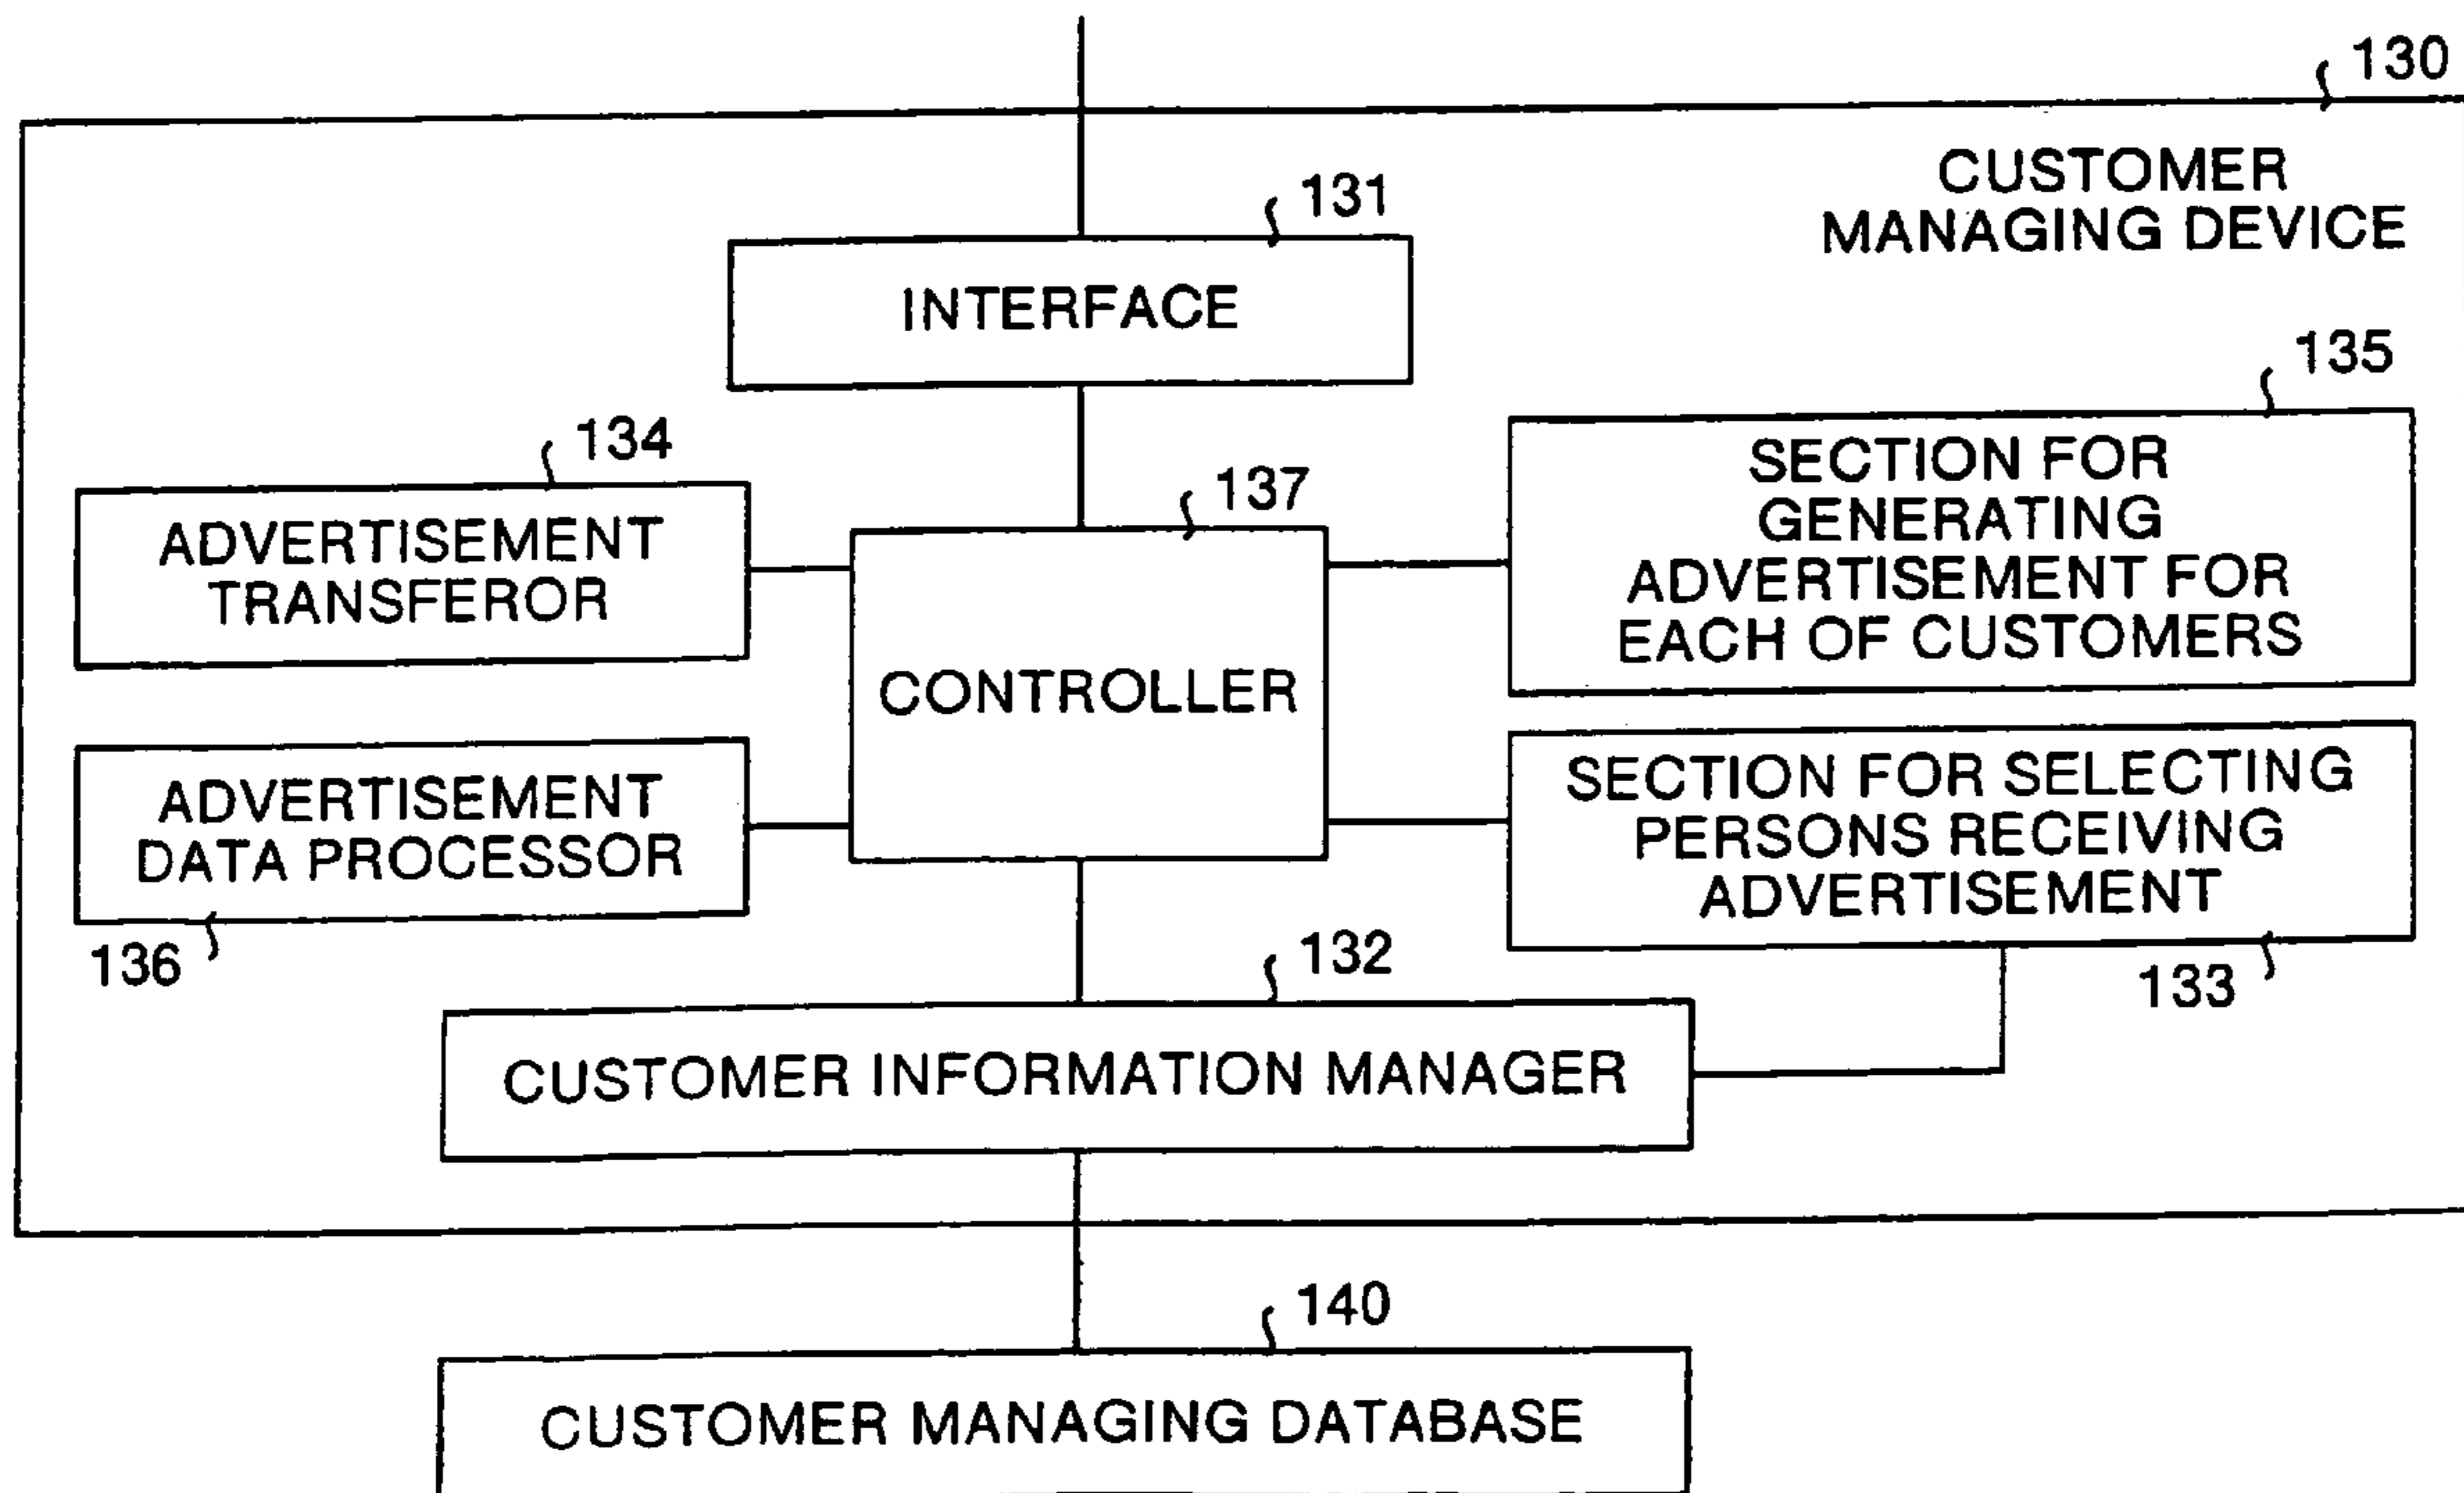 130
CUSTOMER
MANAGING DEVICE
131
INTERFACE
135
SECTION FOR
GENERATING
ADVERTISEMENT FOR
EACH OF CUSTOMERS
134
ADVERTISEMENT
TRANSFEROR
137
CONTROLLER
ADVERTISEMENT
DATA PROCESSOR
136
SECTION FOR SELECTING
PERSONS RECEIVING
ADVERTISEMENT
133
132
CUSTOMER INFORMATION MANAGER
140
CUSTOMER MANAGING DATABASE